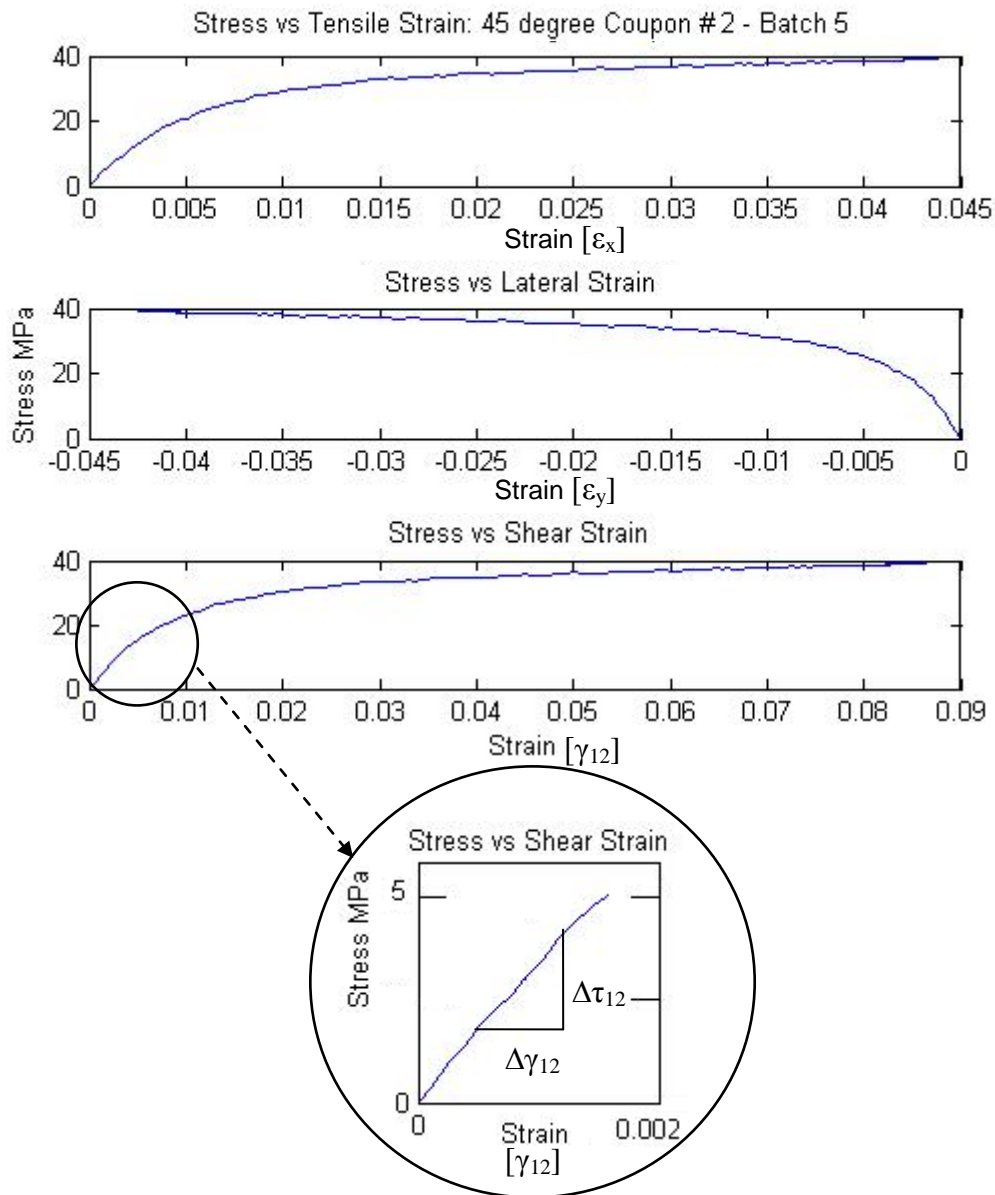 Stress vs Tensile Strain: 45 degree Coupon #2 - Batch 5
40
20
0
0 0.005 0.01 0.015 0.02 0.025 0.03 0.035 0.04 0.045
Strain [εx]
Stress vs Lateral Strain
Stress MPa
40
20
0
-0.045 -0.04 -0.035 -0.03 -0.025 -0.02 -0.015 -0.01 -0.005 0
Strain [εy]
Stress vs Shear Strain
40
20
0
0 0.01 0.02 0.03 0.04 0.05 0.06 0.07 0.08 0.09
Strain [γ12]
Stress vs Shear Strain
Stress MPa
5
Δτ12
Δγ12
0
0 0.002
Strain
[γ12]